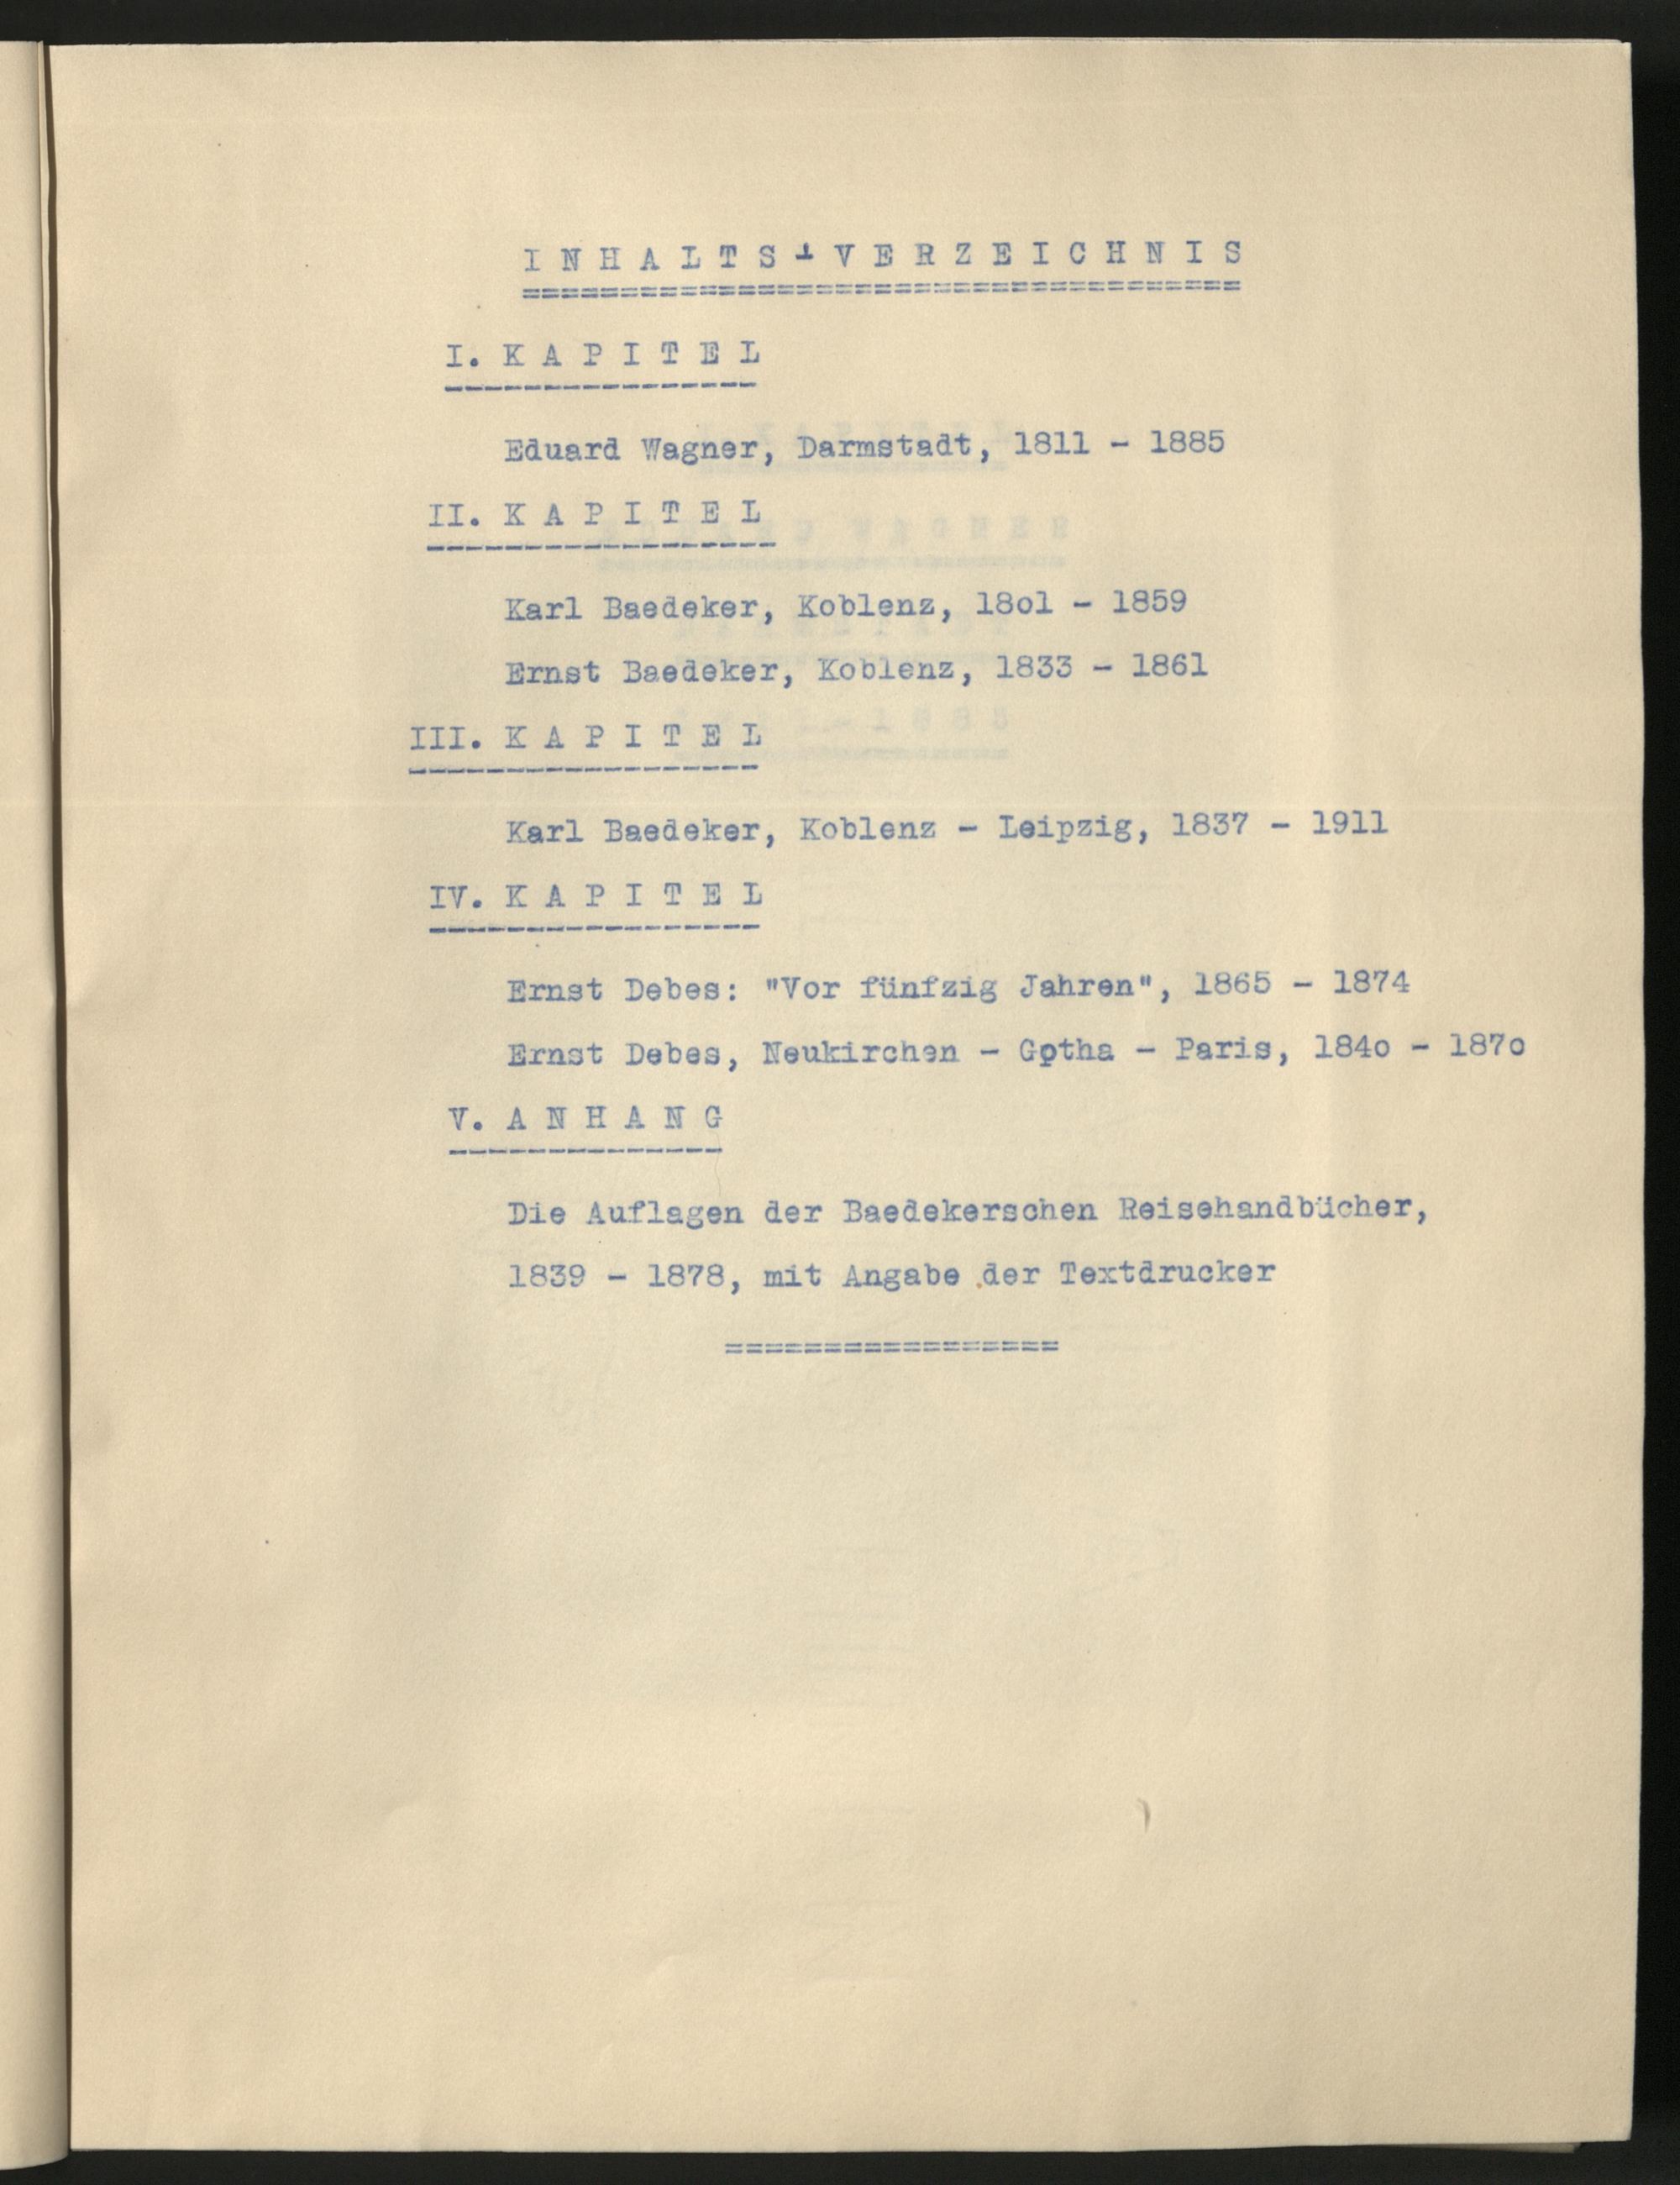 I N H A L T S - V E R Z E I C H N I S
I. K A P I T E L
Eduard Wagner, Darmstadt, 1811 - 1885
II. K A P I T E L
Karl Baedeker, Koblenz, 18o1 - 1859
Ernst Baedeker, Koblenz, 1833 - 1861
III. K A P I T E L
Karl Baedeker, Koblenz - Leipzig, 1837 - 1911
IV. K A P I T E L
Ernst Debes: "Vor fünfzig Jahren", 1865 - 1874
Ernst Debes, Neukirchen - Gotha - Paris, 184o - 187o
V. A N H A N G
Die Auflagen der Baedekerschen Reisehandbücher,
1839 - 1878, mit Angabe der Textdrucker